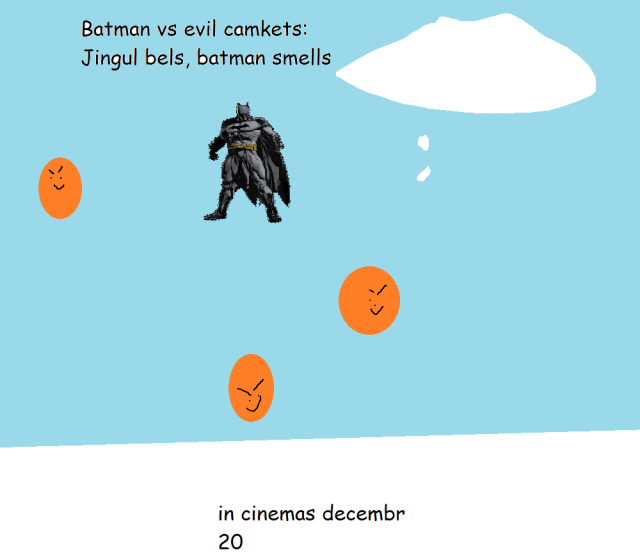 Batman vs evil camkets:
Jingul bels, batman smells
in cinemas decembr
20